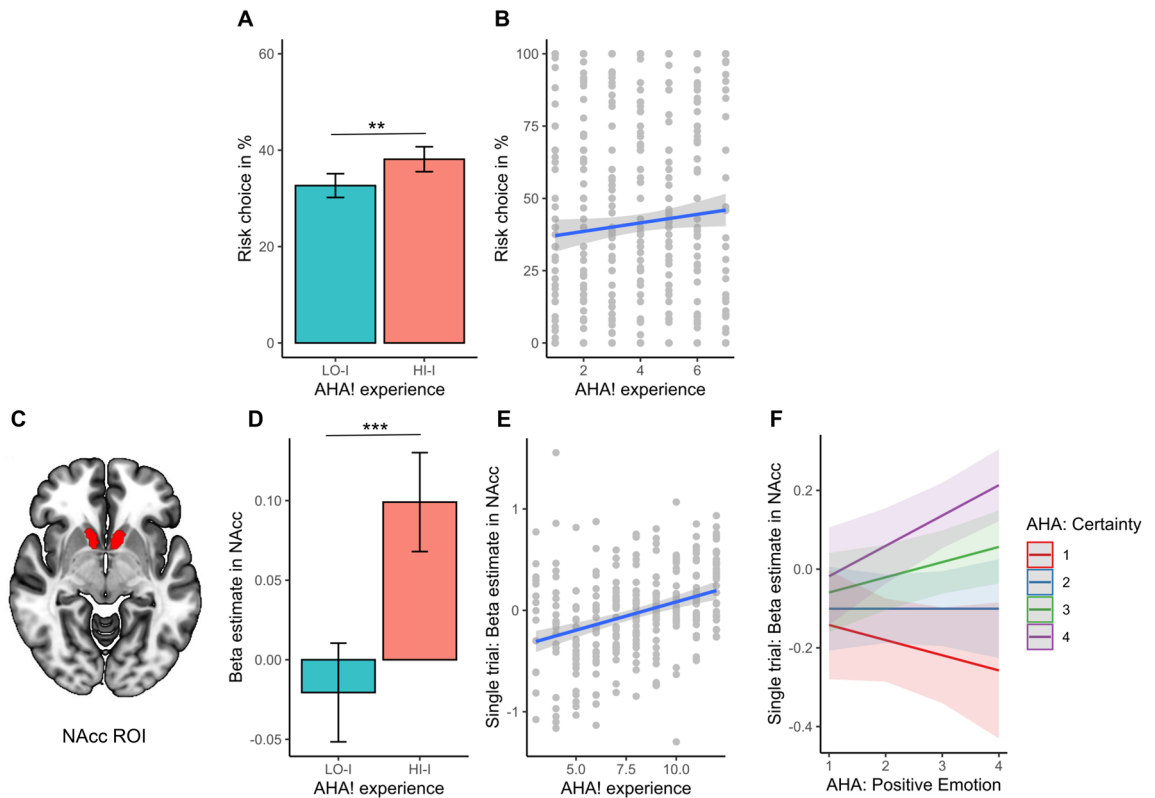 A
B
60
40
20
0
Risk choice in %
**
LO-I
HI-I
AHA! experience
100
75
50
25
0
Risk choice in %
2
4
6
AHA! experience
C
NAcc ROI
D
0.10
0.05
0.00
-0.05
Beta estimate in NAcc
***
LO-I
HI-I
AHA! experience
E
1
0
-1
Single trial: Beta estimate in NAcc
5.0
7.5
10.0
AHA! experience
F
0.2
0.0
-0.2
-0.4
Single trial: Beta estimate in NAcc
1
2
3
4
AHA: Positive Emotion
AHA: Certainty
1
2
3
4